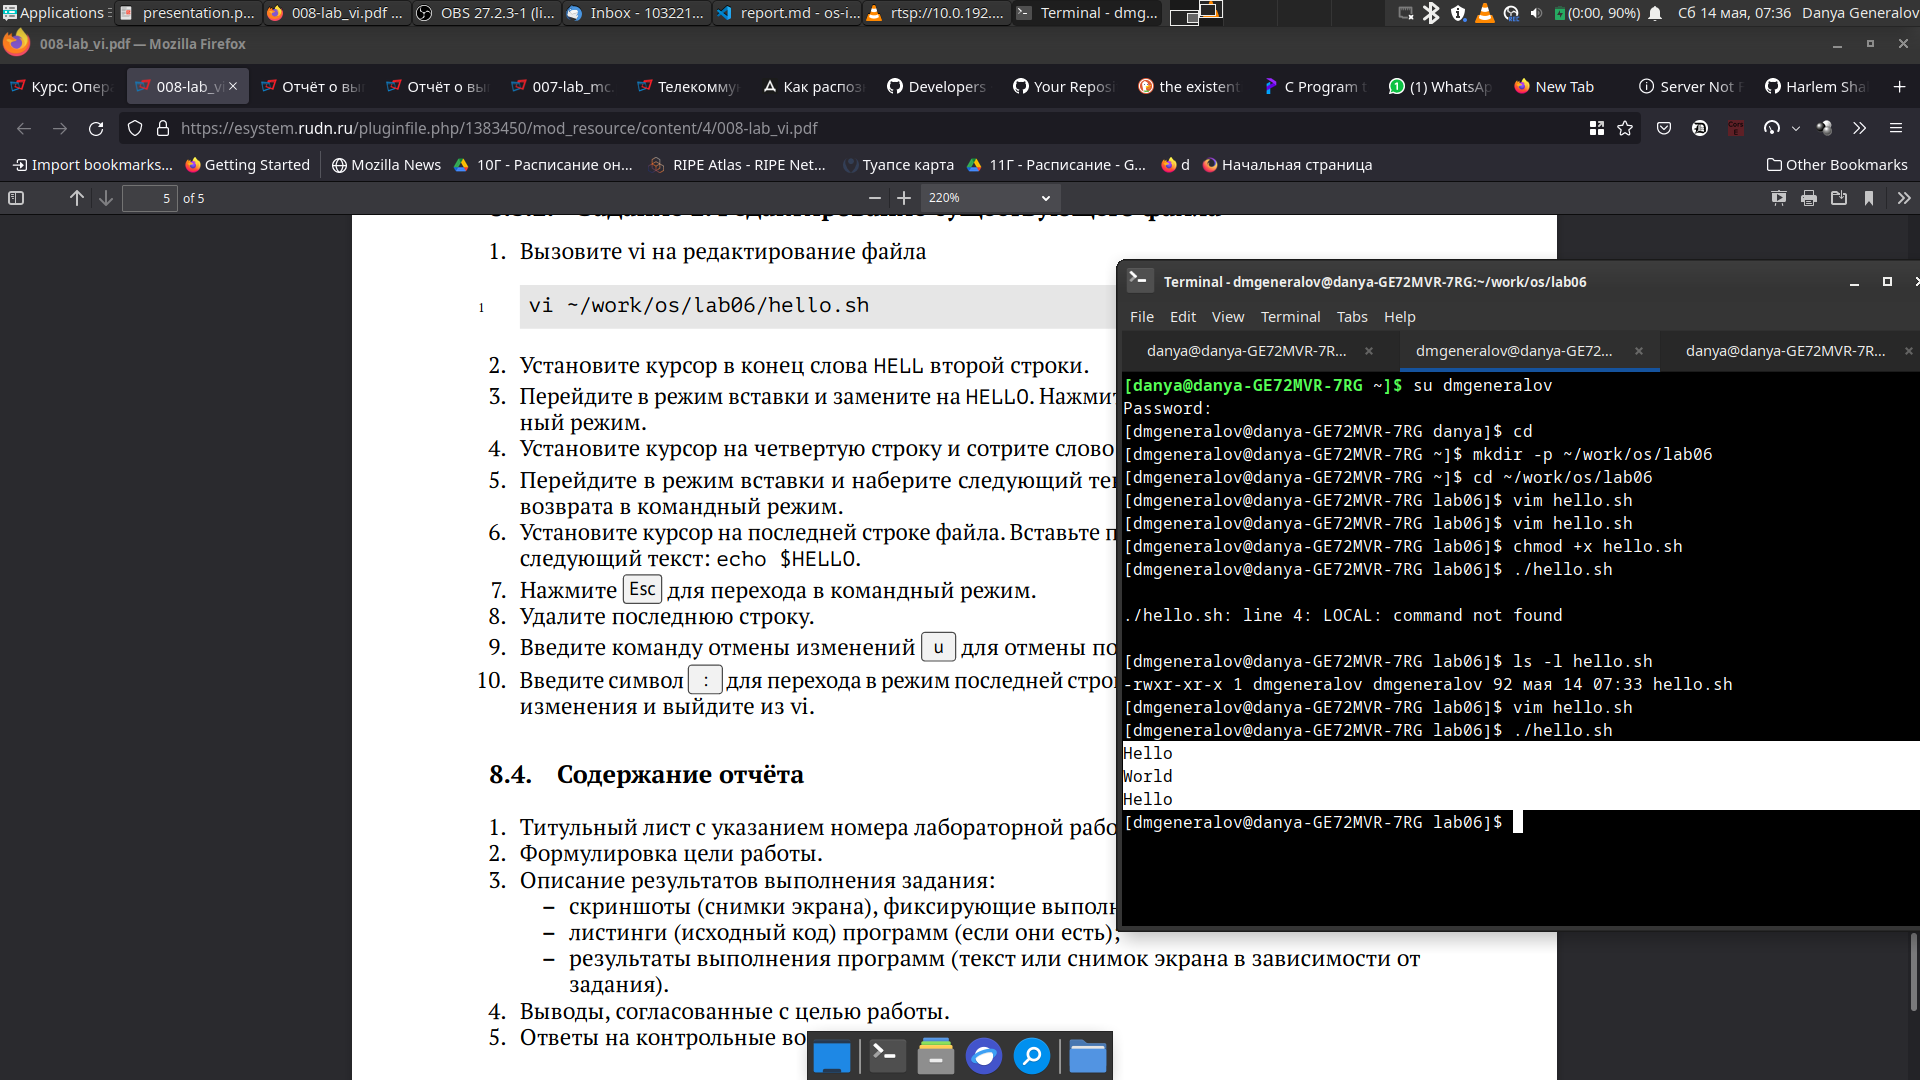 Applications
presentation.p...
008-lab_vi.pdf ...
OBS 27.2.3-1 (li...
Inbox - 103221...
report.md - os-i...
rtsp://10.0.192....
Terminal - dmg...
(0:00, 90%)
Сб 14 мая, 07:36
Danya Generalov
008-lab_vi.pdf — Mozilla Firefox
Курс: Опер
008-lab_vi
Отчёт о вы
Отчёт о вы
007-lab_mc.
Телекомму
Как распоз
Developers
Your Reposi
the existent
C Program t
(1) WhatsAp
New Tab
Server Not F
Harlem Sha
https://esystem.rudn.ru/pluginfile.php/1383450/mod_resource/content/4/008-lab_vi.pdf
Import bookmarks...
Getting Started
Mozilla News
10Г - Расписание он...
RIPE Atlas - RIPE Net...
Туапсе карта
11Г - Расписание - G...
d
Начальная страница
Other Bookmarks
5 of 5
220%
1. Вызовите vi на редактирование файла
1 vi ~/work/os/lab06/hello.sh
2. Установите курсор в конец слова HELL второй строки.
3. Перейдите в режим вставки и замените на HELLO. Нажмит
ный режим.
4. Установите курсор на четвертую строку и сотрите слово
5. Перейдите в режим вставки и наберите следующий тек
возврата в командный режим.
6. Установите курсор на последней строке файла. Вставьте п
следующий текст: echo $HELLO.
7. Нажмите Esc для перехода в командный режим.
8. Удалите последнюю строку.
9. Введите команду отмены изменений u для отмены по
10. Введите символ : для перехода в режим последней стро
изменения и выйдите из vi.
8.4. Содержание отчёта
1. Титульный лист с указанием номера лабораторной рабо
2. Формулировка цели работы.
3. Описание результатов выполнения задания:
– скриншоты (снимки экрана), фиксирующие выполн
– листинги (исходный код) программ (если они есть);
– результаты выполнения программ (текст или снимок экрана в зависимости от
задания).
4. Выводы, согласованные с целью работы.
5. Ответы на контрольные во
Terminal - dmgeneralov@danya-GE72MVR-7RG:~/work/os/lab06
File Edit View Terminal Tabs Help
danya@danya-GE72MVR-7R...
dmgeneralov@danya-GE72...
danya@danya-GE72MVR-7R...
[danya@danya-GE72MVR-7RG ~]$ su dmgeneralov
Password:
[dmgeneralov@danya-GE72MVR-7RG danya]$ cd
[dmgeneralov@danya-GE72MVR-7RG ~]$ mkdir -p ~/work/os/lab06
[dmgeneralov@danya-GE72MVR-7RG ~]$ cd ~/work/os/lab06
[dmgeneralov@danya-GE72MVR-7RG lab06]$ vim hello.sh
[dmgeneralov@danya-GE72MVR-7RG lab06]$ vim hello.sh
[dmgeneralov@danya-GE72MVR-7RG lab06]$ chmod +x hello.sh
[dmgeneralov@danya-GE72MVR-7RG lab06]$ ./hello.sh
./hello.sh: line 4: LOCAL: command not found
[dmgeneralov@danya-GE72MVR-7RG lab06]$ ls -l hello.sh
-rwxr-xr-x 1 dmgeneralov dmgeneralov 92 мая 14 07:33 hello.sh
[dmgeneralov@danya-GE72MVR-7RG lab06]$ vim hello.sh
[dmgeneralov@danya-GE72MVR-7RG lab06]$ ./hello.sh
Hello
World
Hello
[dmgeneralov@danya-GE72MVR-7RG lab06]$